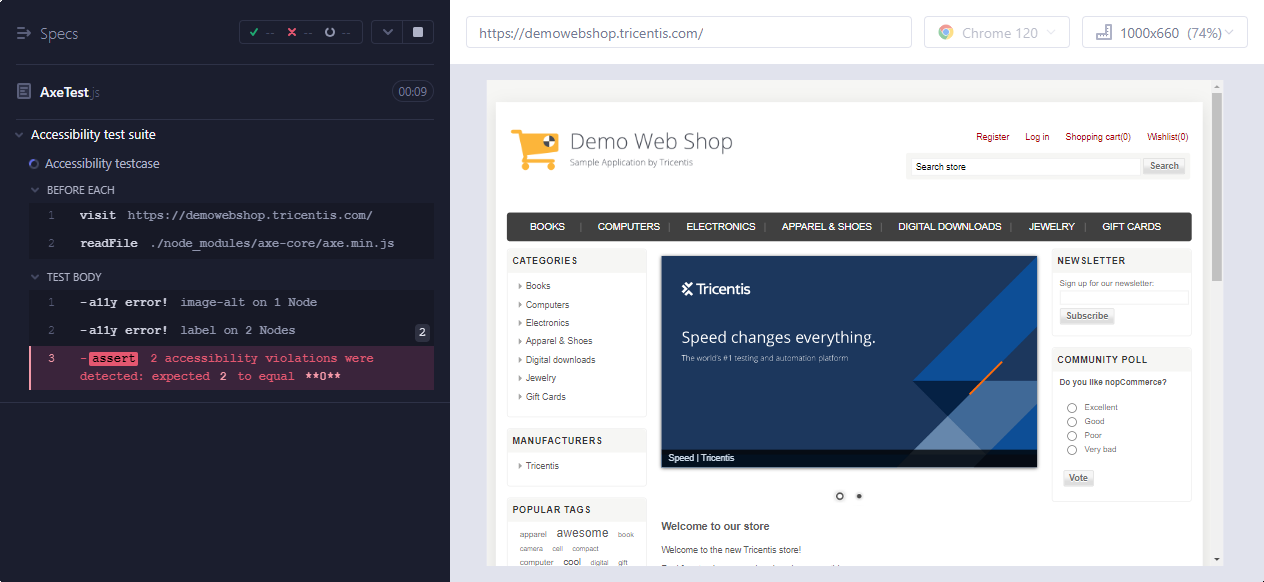 Specs
--
--
--
https://demowebshop.tricentis.com/
Chrome 120
1000x660 (74%)
AxeTest.js
00:09
Accessibility test suite
Accessibility testcase
BEFORE EACH
1 visit https://demowebshop.tricentis.com/
2 readFile ./node_modules/axe-core/axe.min.js
TEST BODY
1 -a11y error! image-alt on 1 Node
2 -a11y error! label on 2 Nodes
2
3 -assert 2 accessibility violations were
detected: expected 2 to equal **0**
Demo Web Shop
Sample Application by Tricentis
Register Log in Shopping cart(0) Wishlist(0)
Search store Search
BOOKS | COMPUTERS | ELECTRONICS | APPAREL & SHOES | DIGITAL DOWNLOADS | JEWELRY | GIFT CARDS
CATEGORIES
Books
Computers
Electronics
Apparel & Shoes
Digital downloads
Jewelry
Gift Cards
MANUFACTURERS
Tricentis
POPULAR TAGS
apparel awesome book
camera cell compact
computer cool digital gift
Tricentis
Speed changes everything.
The world's #1 testing and automation platform
Speed | Tricentis
Welcome to our store
Welcome to the new Tricentis store!
NEWSLETTER
Sign up for our newsletter:
Subscribe
COMMUNITY POLL
Do you like nopCommerce?
Excellent
Good
Poor
Very bad
Vote